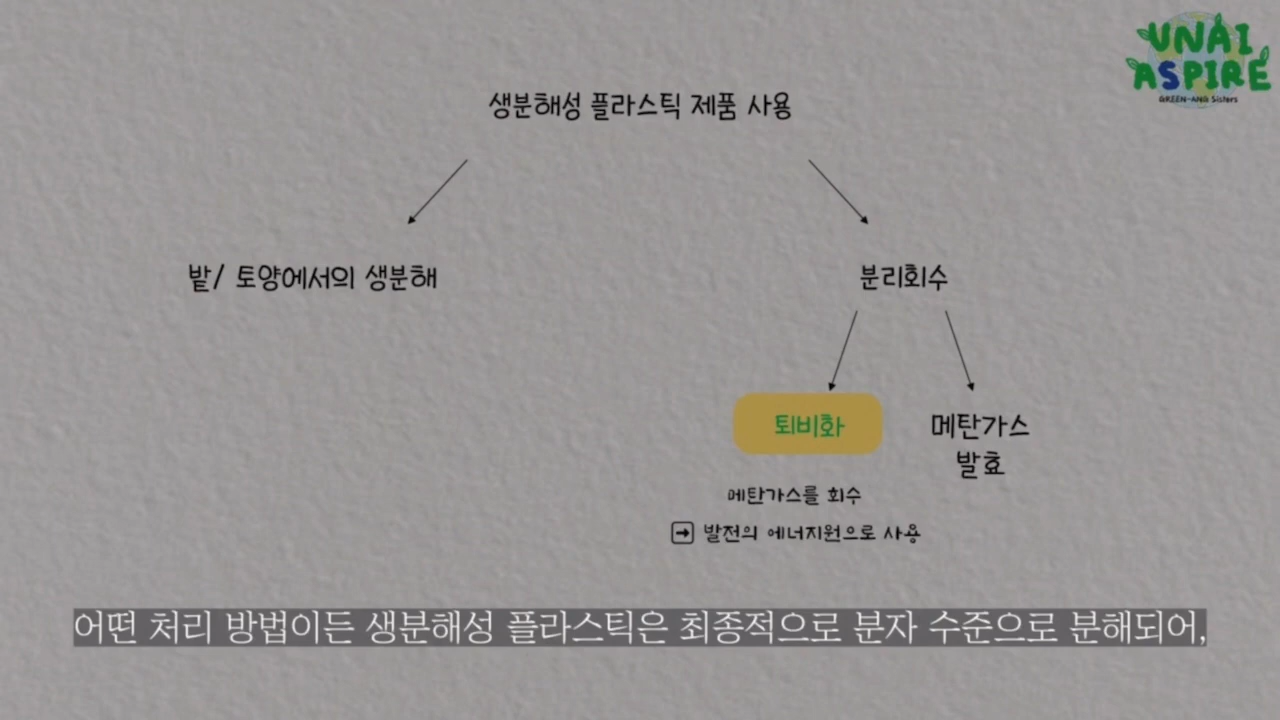 UNAI
ASPIRE
GREEN-ANG Sisters
생분해성 플라스틱 제품 사용
밭/ 토양에서의 생분해
분리회수
퇴비화
메탄가스
발효
메탄가스를 회수
→ 발전의 에너지원으로 사용
어떤 처리 방법이든 생분해성 플라스틱은 최종적으로 분자 수준으로 분해되어,